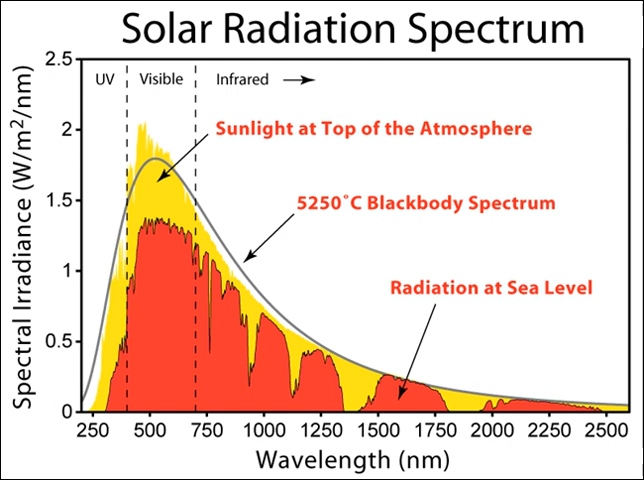 Solar Radiation Spectrum
UV Visible Infrared
Sunlight at Top of the Atmosphere
5250˚C Blackbody Spectrum
Radiation at Sea Level
Spectral Irradiance (W/m²/nm)
2.5
2
1.5
1
0.5
0
250 500 750 1000 1250 1500 1750 2000 2250 2500
Wavelength (nm)